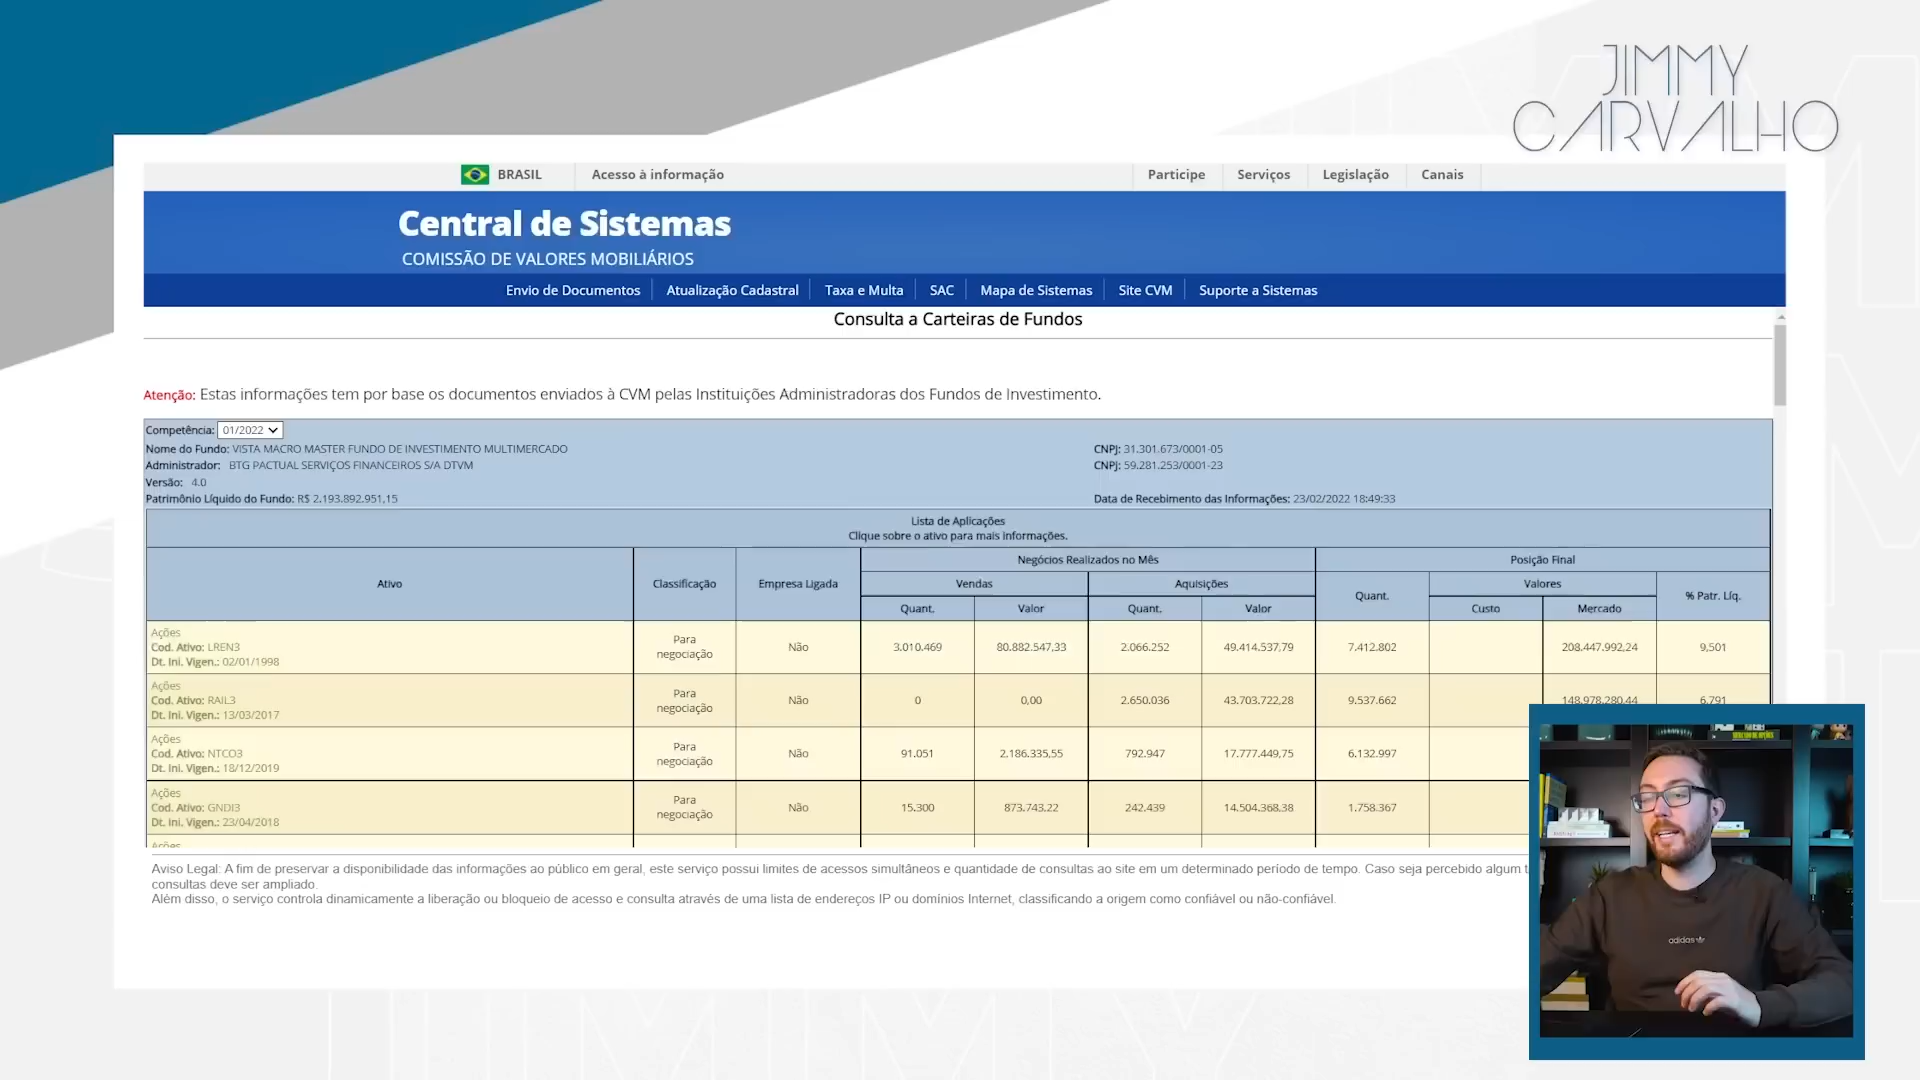 JIMMY
CARVALHO
BRASIL
Acesso à informação
Participe
Serviços
Legislação
Canais
Central de Sistemas
COMISSÃO DE VALORES MOBILIÁRIOS
Envio de Documentos
Atualização Cadastral
Taxa e Multa
SAC
Mapa de Sistemas
Site CVM
Suporte a Sistemas
Consulta a Carteiras de Fundos
Atenção: Estas informações tem por base os documentos enviados à CVM pelas Instituições Administradoras dos Fundos de Investimento.
Competência: 01/2022
Nome do Fundo: VISTA MACRO MASTER FUNDO DE INVESTIMENTO MULTIMERCADO
CNPJ: 31.301.673/0001-05
Administrador: BTG PACTUAL SERVIÇOS FINANCEIROS S/A DTVM
CNPJ: 59.281.253/0001-23
Versão: 4.0
Patrimônio Líquido do Fundo: R$ 2.193.892.951,15
Data de Recebimento das Informações: 23/02/2022 18:49:33
Lista de Aplicações
Clique sobre o ativo para mais informações.
Ativo
Classificação
Empresa Ligada
Negócios Realizados no Mês
Posição Final
Vendas
Aquisições
Quant.
Valores
% Patr. Líq.
Quant.
Valor
Quant.
Valor
Custo
Mercado
Ações
Cod. Ativo: LREN3
Dt. Ini. Vigen.: 02/01/1998
Para
negociação
Não
3.010.469
80.882.547,33
2.066.252
49.414.537,79
7.412.802
208.447.992,24
9,501
Ações
Cod. Ativo: RAIL3
Dt. Ini. Vigen.: 13/03/2017
Para
negociação
Não
0
0,00
2.650.036
43.703.722,28
9.537.662
148.978.280,44
6,791
Ações
Cod. Ativo: NTCO3
Dt. Ini. Vigen.: 18/12/2019
Para
negociação
Não
91.051
2.186.335,55
792.947
17.777.449,75
6.132.997
Ações
Cod. Ativo: GNDI3
Dt. Ini. Vigen.: 23/04/2018
Para
negociação
Não
15.300
873.743,22
242.439
14.504.368,38
1.758.367
Ações
Aviso Legal: A fim de preservar a disponibilidade das informações ao público em geral, este serviço possui limites de acessos simultâneos e quantidade de consultas ao site em um determinado período de tempo. Caso seja percebido algum
consultas deve ser ampliado.
Além disso, o serviço controla dinamicamente a liberação ou bloqueio de acesso e consulta através de uma lista de endereços IP ou domínios Internet, classificando a origem como confiável ou não-confiável.
adidas